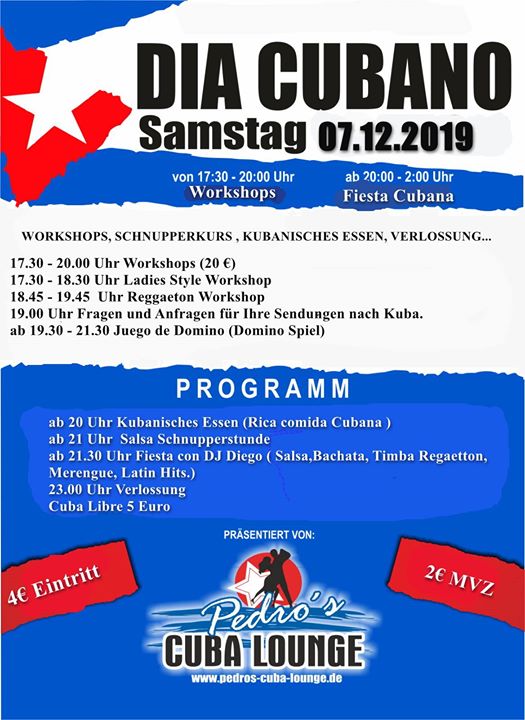 DIA CUBANO
Samstag 07.12.2019
von 17:30 - 20:00 Uhr
Workshops
ab 20:00 - 2:00 Uhr
Fiesta Cubana
WORKSHOPS, SCHNUPPERKURS , KUBANISCHES ESSEN, VERLOSSUNG...
17.30 - 20.00 Uhr Workshops (20 €)
17.30 - 18.30 Uhr Ladies Style Workshop
18.45 - 19.45 Uhr Reggaeton Workshop
19.00 Uhr Fragen und Anfragen für Ihre Sendungen nach Kuba.
ab 19.30 - 21.30 Juego de Domino (Domino Spiel)
PROGRAMM
ab 20 Uhr Kubanisches Essen (Rica comida Cubana )
ab 21 Uhr Salsa Schnupperstunde
ab 21.30 Uhr Fiesta con DJ Diego ( Salsa,Bachata, Timba Regaetton,
Merengue, Latin Hits.)
23.00 Uhr Verlossung
Cuba Libre 5 Euro
PRÄSENTIERT VON:
4€ Eintritt
2€ MVZ
Pedro's
CUBA LOUNGE
www.pedros-cuba-lounge.de